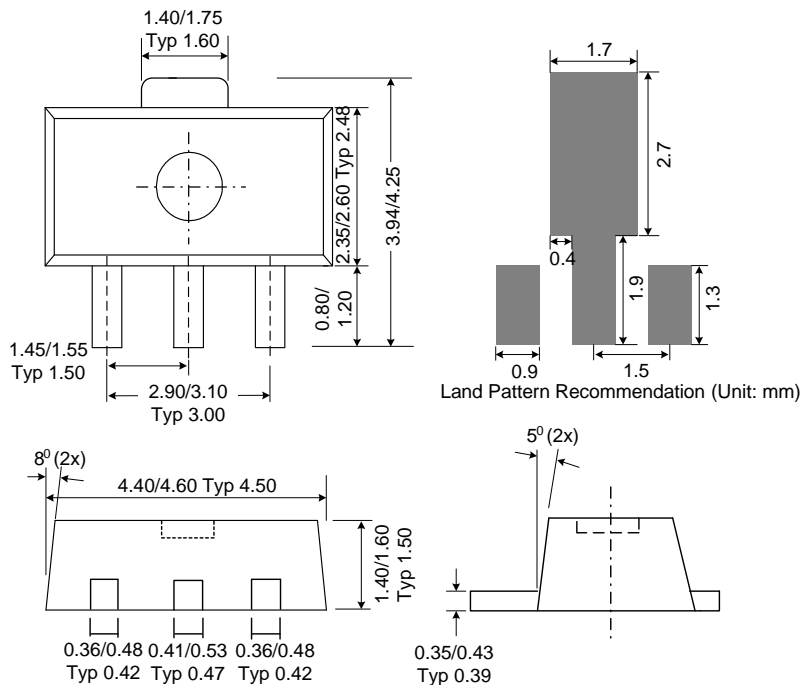 1.40/1.75
Typ 1.60
2.35/2.60 Typ 2.48
3.94/4.25
0.80/
1.20
1.45/1.55
Typ 1.50
2.90/3.10
Typ 3.00
1.7
2.7
0.4
1.9
1.3
0.9
1.5
Land Pattern Recommendation (Unit: mm)
8⁰ (2x)
4.40/4.60 Typ 4.50
1.40/1.60
Typ 1.50
0.36/0.48
Typ 0.42
0.41/0.53
Typ 0.47
0.36/0.48
Typ 0.42
5⁰ (2x)
0.35/0.43
Typ 0.39